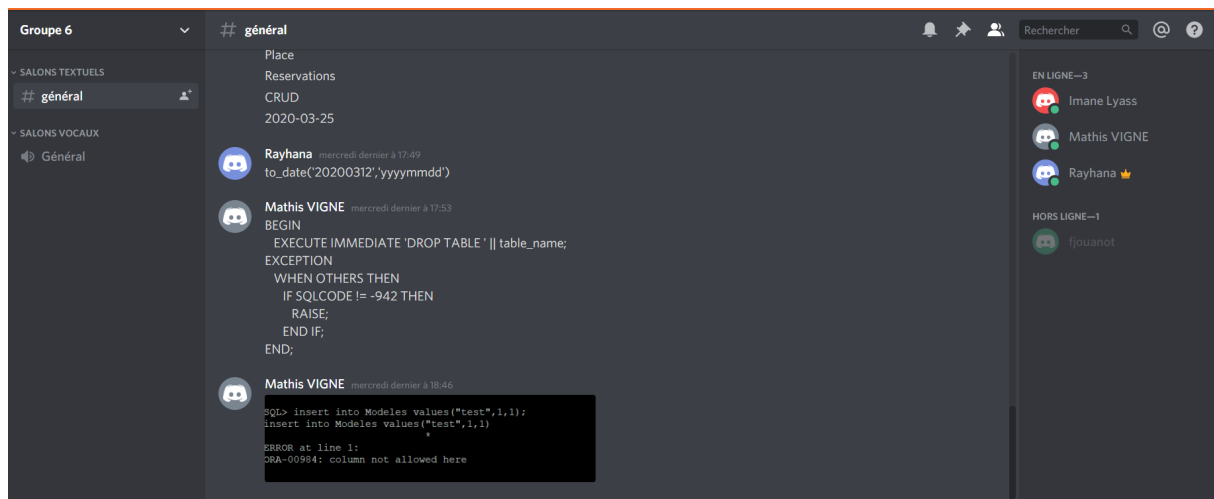 Groupe 6
# général
Rechercher
SALONS TEXTUELS
# général
SALONS VOCAUX
Général
Place
Reservations
CRUD
2020-03-25
Rayhana mercredi dernier à 17:49
to_date('20200312','yyyymmdd')
Mathis VIGNE mercredi dernier à 17:53
BEGIN
EXECUTE IMMEDIATE 'DROP TABLE ' || table_name;
EXCEPTION
WHEN OTHERS THEN
IF SQLCODE != -942 THEN
RAISE;
END IF;
END;
Mathis VIGNE mercredi dernier à 18:46
SQL> insert into Modeles values("test",1,1);
insert into Modeles values("test",1,1)
*
ERROR at line 1:
ORA-00984: column not allowed here
EN LIGNE—3
Imane Lyass
Mathis VIGNE
Rayhana
HORS LIGNE—1
fjouanot